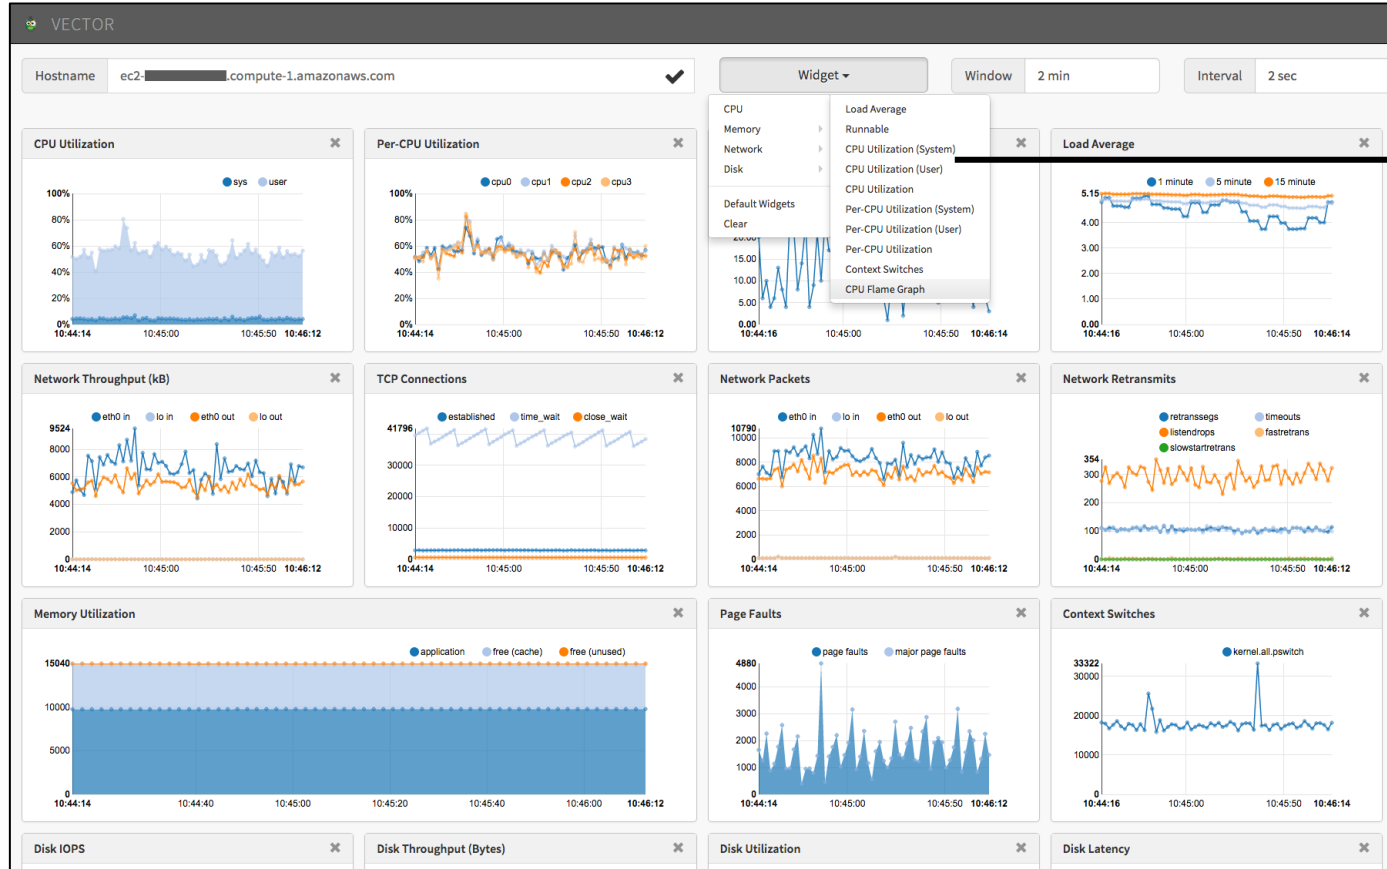 VECTOR
Hostname ec2- .compute-1.amazonaws.com Widget Window 2 min Interval 2 sec
CPU
Memory
Network
Disk
Default Widgets
Clear
Load Average
Runnable
CPU Utilization (System)
CPU Utilization (User)
CPU Utilization
Per-CPU Utilization (System)
Per-CPU Utilization (User)
Per-CPU Utilization
Context Switches
CPU Flame Graph
CPU Utilization
sys user
100%
80%
60%
40%
20%
0%
10:44:14 10:45:00 10:45:50 10:46:12
Per-CPU Utilization
cpu0 cpu1 cpu2 cpu3
100%
80%
60%
40%
20%
0%
10:44:14 10:45:00 10:45:50 10:46:12
20.00
15.00
10.00
5.00
0.00
10:44:16 10:45:00 10:45:50 10:46:14
Load Average
1 minute 5 minute 15 minute
5.15
4.00
3.00
2.00
1.00
0.00
10:44:16 10:45:00 10:45:50 10:46:14
Network Throughput (kB)
eth0 in lo in eth0 out lo out
9524
8000
6000
4000
2000
0
10:44:14 10:45:00 10:45:50 10:46:12
TCP Connections
established time_wait close_wait
41796
30000
20000
10000
0
10:44:14 10:45:00 10:45:50 10:46:12
Network Packets
eth0 in lo in eth0 out lo out
10790
10000
8000
6000
4000
2000
0
10:44:14 10:45:00 10:45:50 10:46:12
Network Retransmits
retranssegs timeouts
listendrops fastretrans
slowstartretrans
354
300
200
100
0
10:44:14 10:45:00 10:45:50 10:46:12
Memory Utilization
application free (cache) free (unused)
15040
10000
5000
0
10:44:14 10:44:40 10:45:00 10:45:20 10:45:40 10:46:00 10:46:12
Page Faults
page faults major page faults
4880
4000
3000
2000
1000
0
10:44:14 10:45:00 10:45:50 10:46:12
Context Switches
kernel.all.pswitch
33322
30000
20000
10000
0
10:44:16 10:45:00 10:45:50 10:46:14
Disk IOPS
Disk Throughput (Bytes)
Disk Utilization
Disk Latency